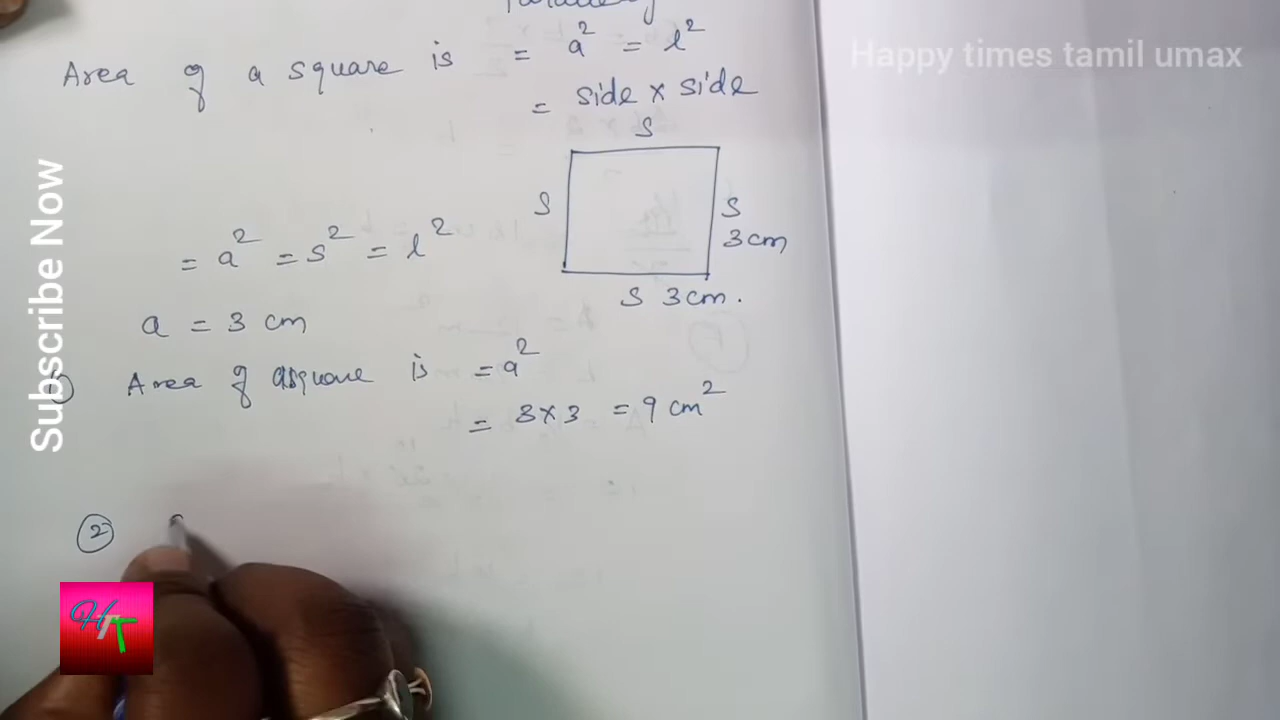 Happy times tamil umax
Area of a square is = a² = l²
= side × side
S
S
S
3cm
S 3cm.
= a² = s² = l²
a = 3 cm
Area of a square is = a²
= 3×3 = 9 cm²
②
Subscribe Now
HTT